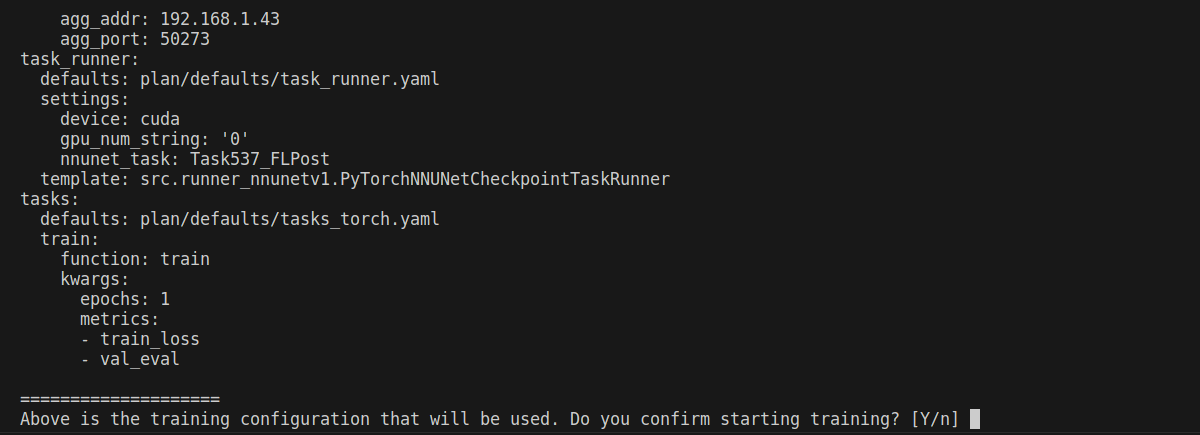 agg_addr: 192.168.1.43
agg_port: 50273
task_runner:
defaults: plan/defaults/task_runner.yaml
settings:
device: cuda
gpu_num_string: '0'
nnunet_task: Task537_FLPost
template: src.runner_nnunetv1.PyTorchNNUNetCheckpointTaskRunner
tasks:
defaults: plan/defaults/tasks_torch.yaml
train:
function: train
kwargs:
epochs: 1
metrics:
- train_loss
- val_eval
====================
Above is the training configuration that will be used. Do you confirm starting training? [Y/n]